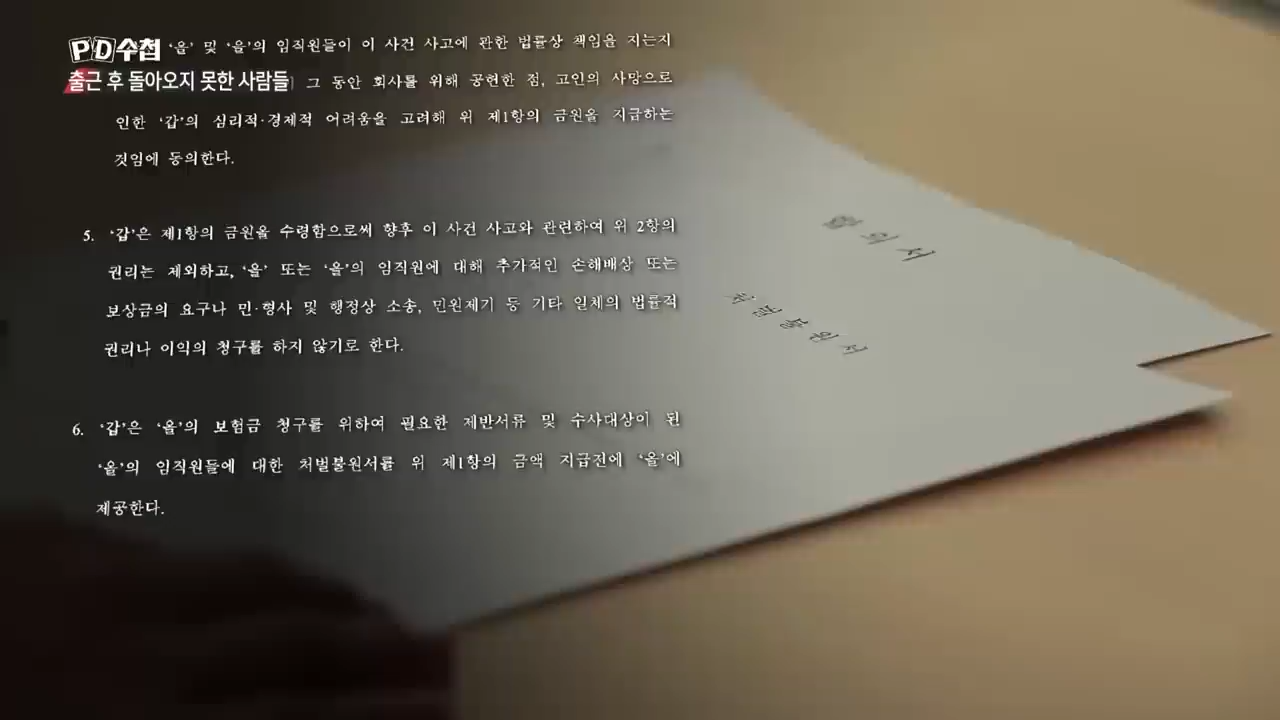 PD수첩
출근 후 돌아오지 못한 사람들
‘을’ 및 ‘을’의 임직원들이 이 사건 사고에 관한 법률상 책임을 지는지
그 동안 회사를 위해 공헌한 점, 고인의 사망으로
인한 ‘갑’의 심리적·경제적 어려움을 고려해 위 제1항의 금원을 지급하는
것임에 동의한다.
5. ‘갑’은 제1항의 금원을 수령함으로써 향후 이 사건 사고와 관련하여 위 2항의
권리는 제외하고, ‘을’ 또는 ‘을’의 임직원에 대해 추가적인 손해배상 또는
보상금의 요구나 민·형사 및 행정상 소송, 민원제기 등 기타 일체의 법률적
권리나 이익의 청구를 하지 않기로 한다.
6. ‘갑’은 ‘을’의 보험금 청구를 위하여 필요한 제반서류 및 수사대상이 된
‘을’의 임직원들에 대한 처벌불원서를 위 제1항의 금액 지급전에 ‘을’에
제공한다.
합의서
처벌불원서